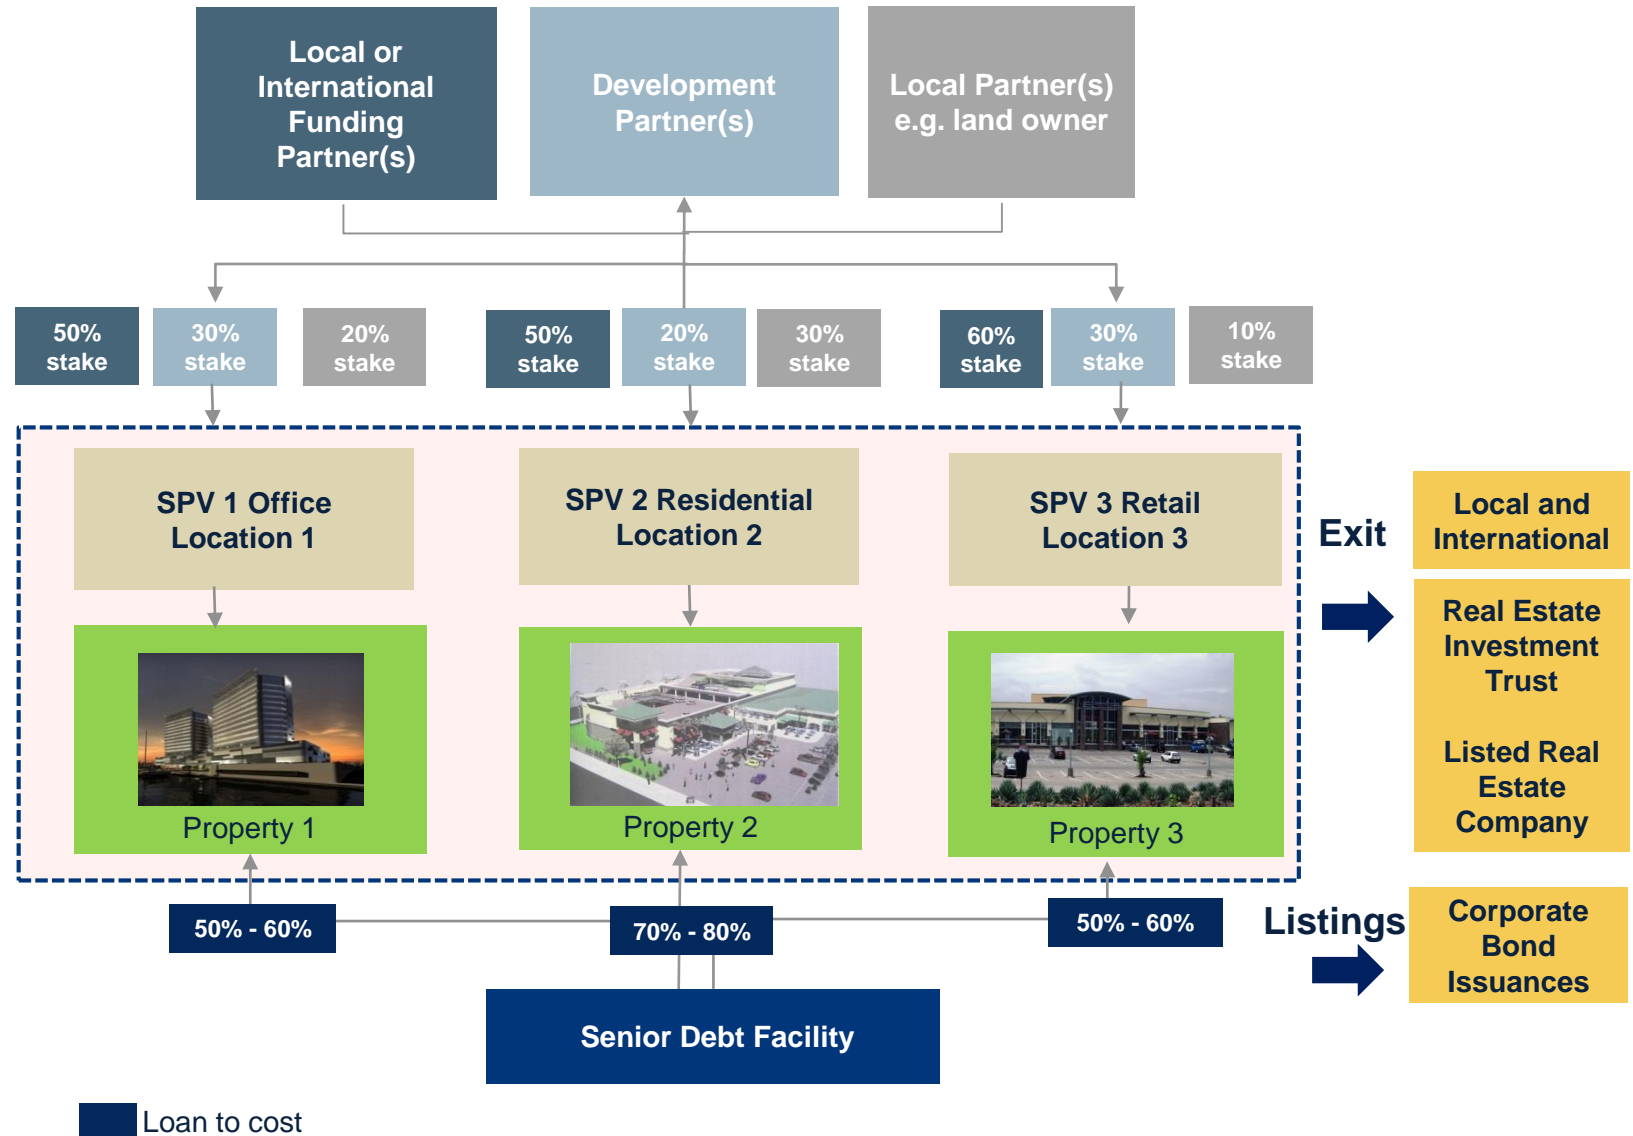 Local or
International
Funding
Partner(s)
Development
Partner(s)
Local Partner(s)
e.g. land owner
50%
stake
30%
stake
20%
stake
50%
stake
20%
stake
30%
stake
60%
stake
30%
stake
10%
stake
SPV 1 Office
Location 1
SPV 2 Residential
Location 2
SPV 3 Retail
Location 3
Property 1
Property 2
Property 3
Exit
Local and
International
Real Estate
Investment
Trust
Listed Real
Estate
Company
50% - 60%
70% - 80%
50% - 60%
Listings
Corporate
Bond
Issuances
Senior Debt Facility
Loan to cost